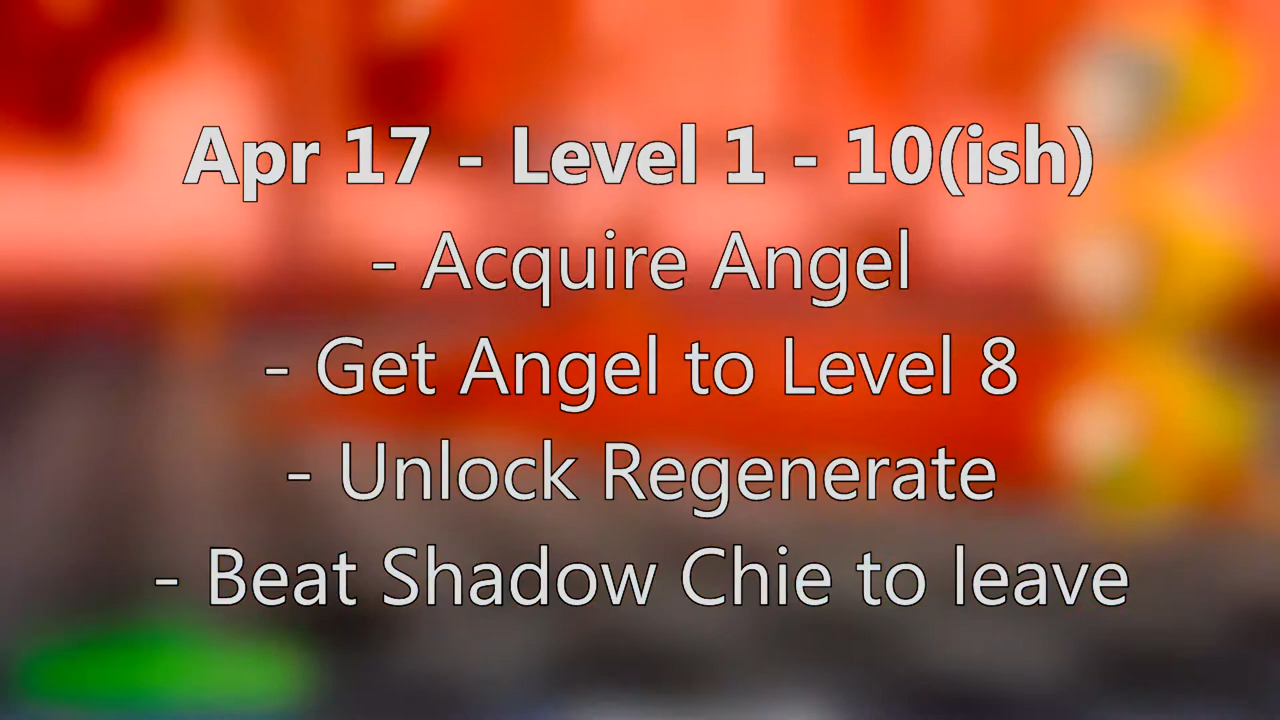 Apr 17 - Level 1 - 10(ish)
- Acquire Angel
- Get Angel to Level 8
- Unlock Regenerate
- Beat Shadow Chie to leave